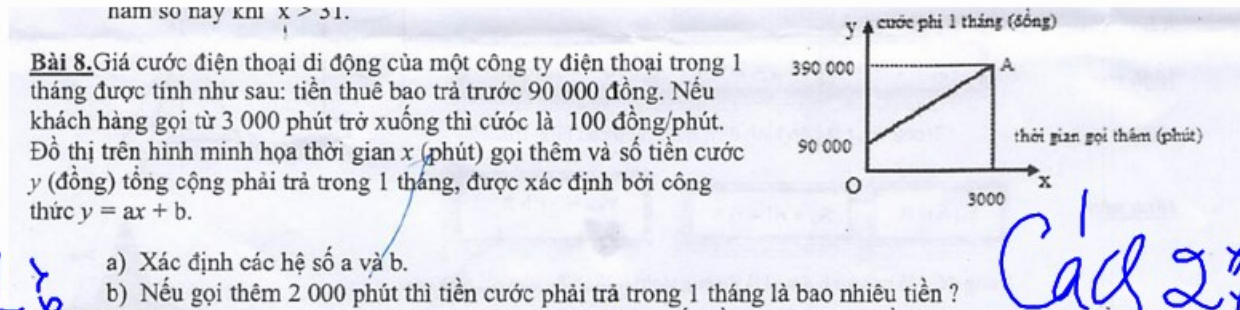 hàm số này khi x > 31.
Bài 8.Giá cước điện thoại di động của một công ty điện thoại trong 1
tháng được tính như sau: tiền thuê bao trả trước 90 000 đồng. Nếu
khách hàng gọi từ 3 000 phút trở xuống thì cước là 100 đồng/phút.
Đồ thị trên hình minh họa thời gian x (phút) gọi thêm và số tiền cước
y (đồng) tổng cộng phải trả trong 1 tháng, được xác định bởi công
thức y = ax + b.
a) Xác định các hệ số a và b.
b) Nếu gọi thêm 2 000 phút thì tiền cước phải trả trong 1 tháng là bao nhiêu tiền ?
y cước phí 1 tháng (đồng)
390 000
A
90 000
thời gian gọi thêm (phút)
O
3000
x
Cách 2